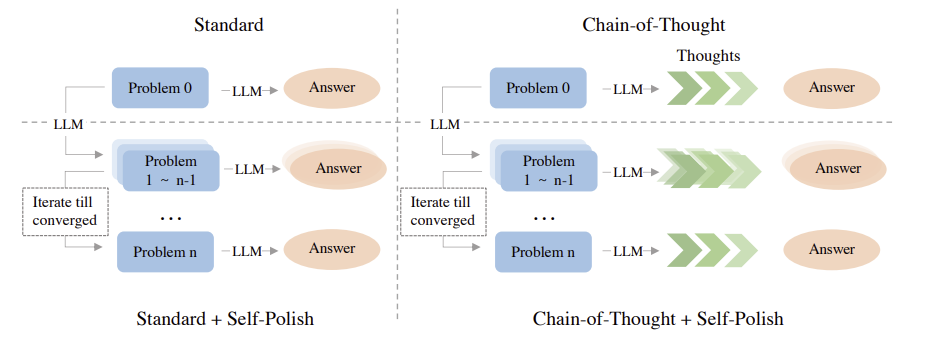 Standard
Problem 0
LLM
Answer
LLM
Problem
1 ~ n-1
LLM
Answer
Iterate till
converged
...
Problem n
LLM
Answer
Standard + Self-Polish
Chain-of-Thought
Thoughts
Problem 0
LLM
Answer
LLM
Problem
1 ~ n-1
LLM
Answer
Iterate till
converged
...
Problem n
LLM
Answer
Chain-of-Thought + Self-Polish